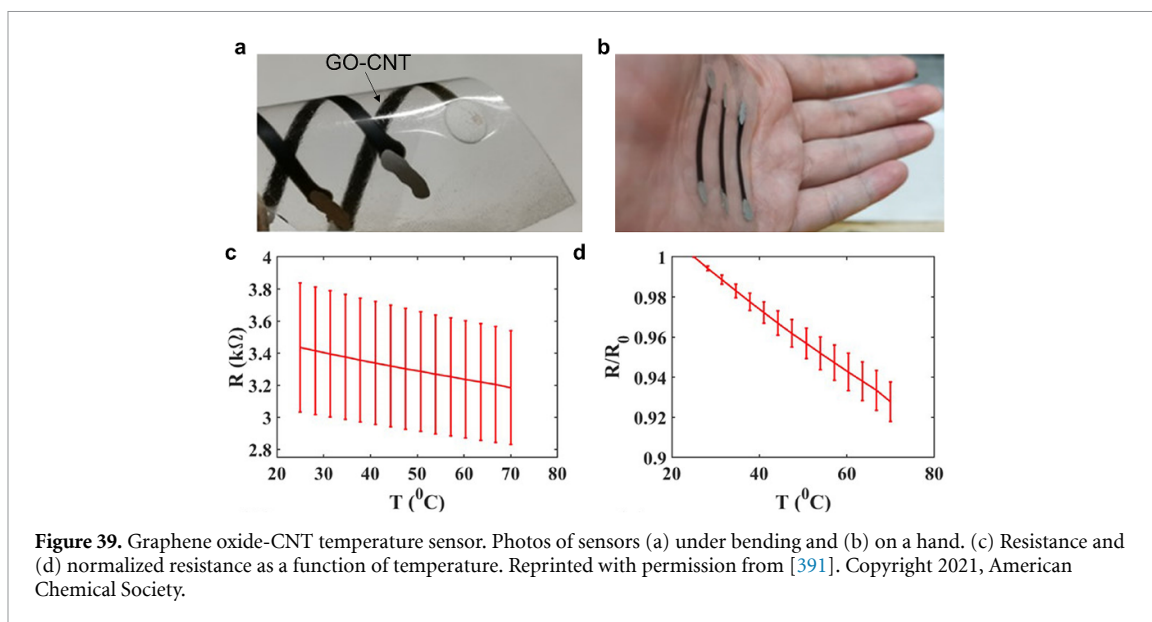 a
b
GO-CNT
c
d
4
3.8
3.6
3.4
3.2
3
2.8
R (kΩ)
20 30 40 50 60 70 80
T (⁰C)
1
0.98
0.96
0.94
0.92
0.9
R/R₀
20 40 60 80
T (⁰C)
Figure 39. Graphene oxide-CNT temperature sensor. Photos of sensors (a) under bending and (b) on a hand. (c) Resistance and
(d) normalized resistance as a function of temperature. Reprinted with permission from [391]. Copyright 2021, American
Chemical Society.